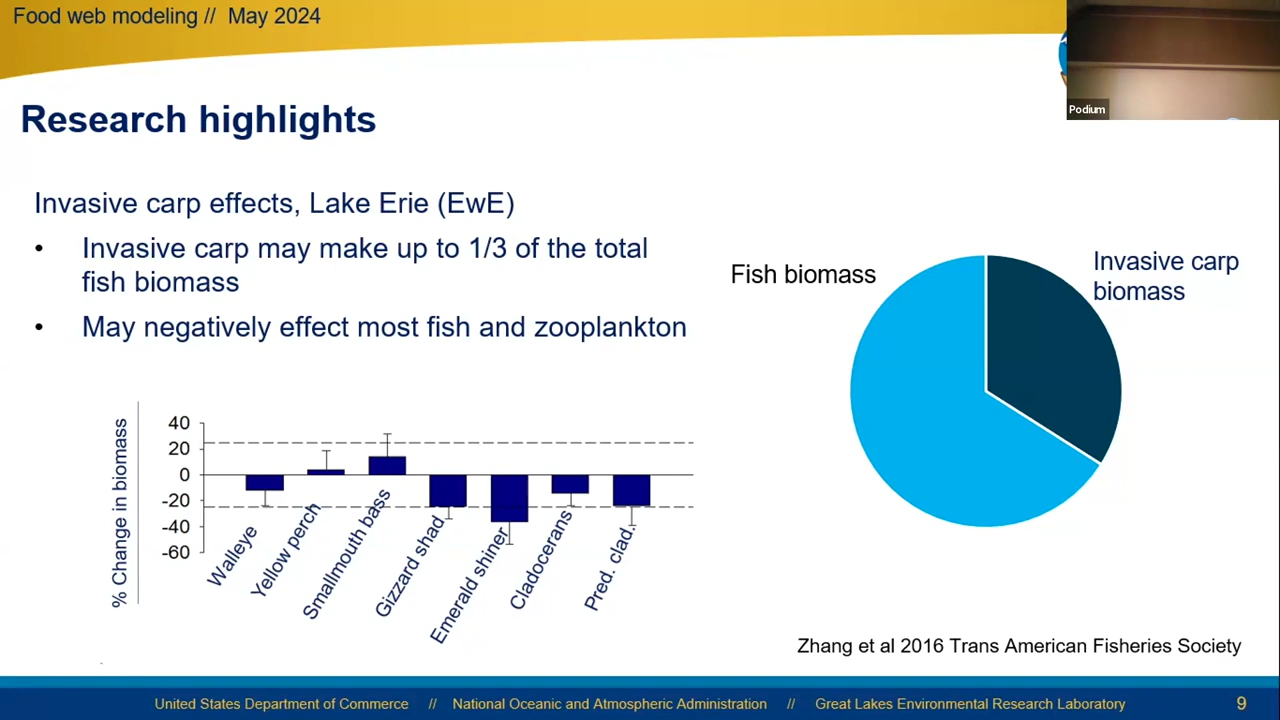 Food web modeling // May 2024
Podium
Research highlights
Invasive carp effects, Lake Erie (EwE)
• Invasive carp may make up to 1/3 of the total
fish biomass
• May negatively effect most fish and zooplankton
Fish biomass
Invasive carp
biomass
% Change in biomass
40
20
0
-20
-40
-60
Walleye
Yellow perch
Smallmouth bass
Gizzard shad
Emerald shiner
Cladocerans
Pred. clad.
Zhang et al 2016 Trans American Fisheries Society
United States Department of Commerce // National Oceanic and Atmospheric Administration // Great Lakes Environmental Research Laboratory
9